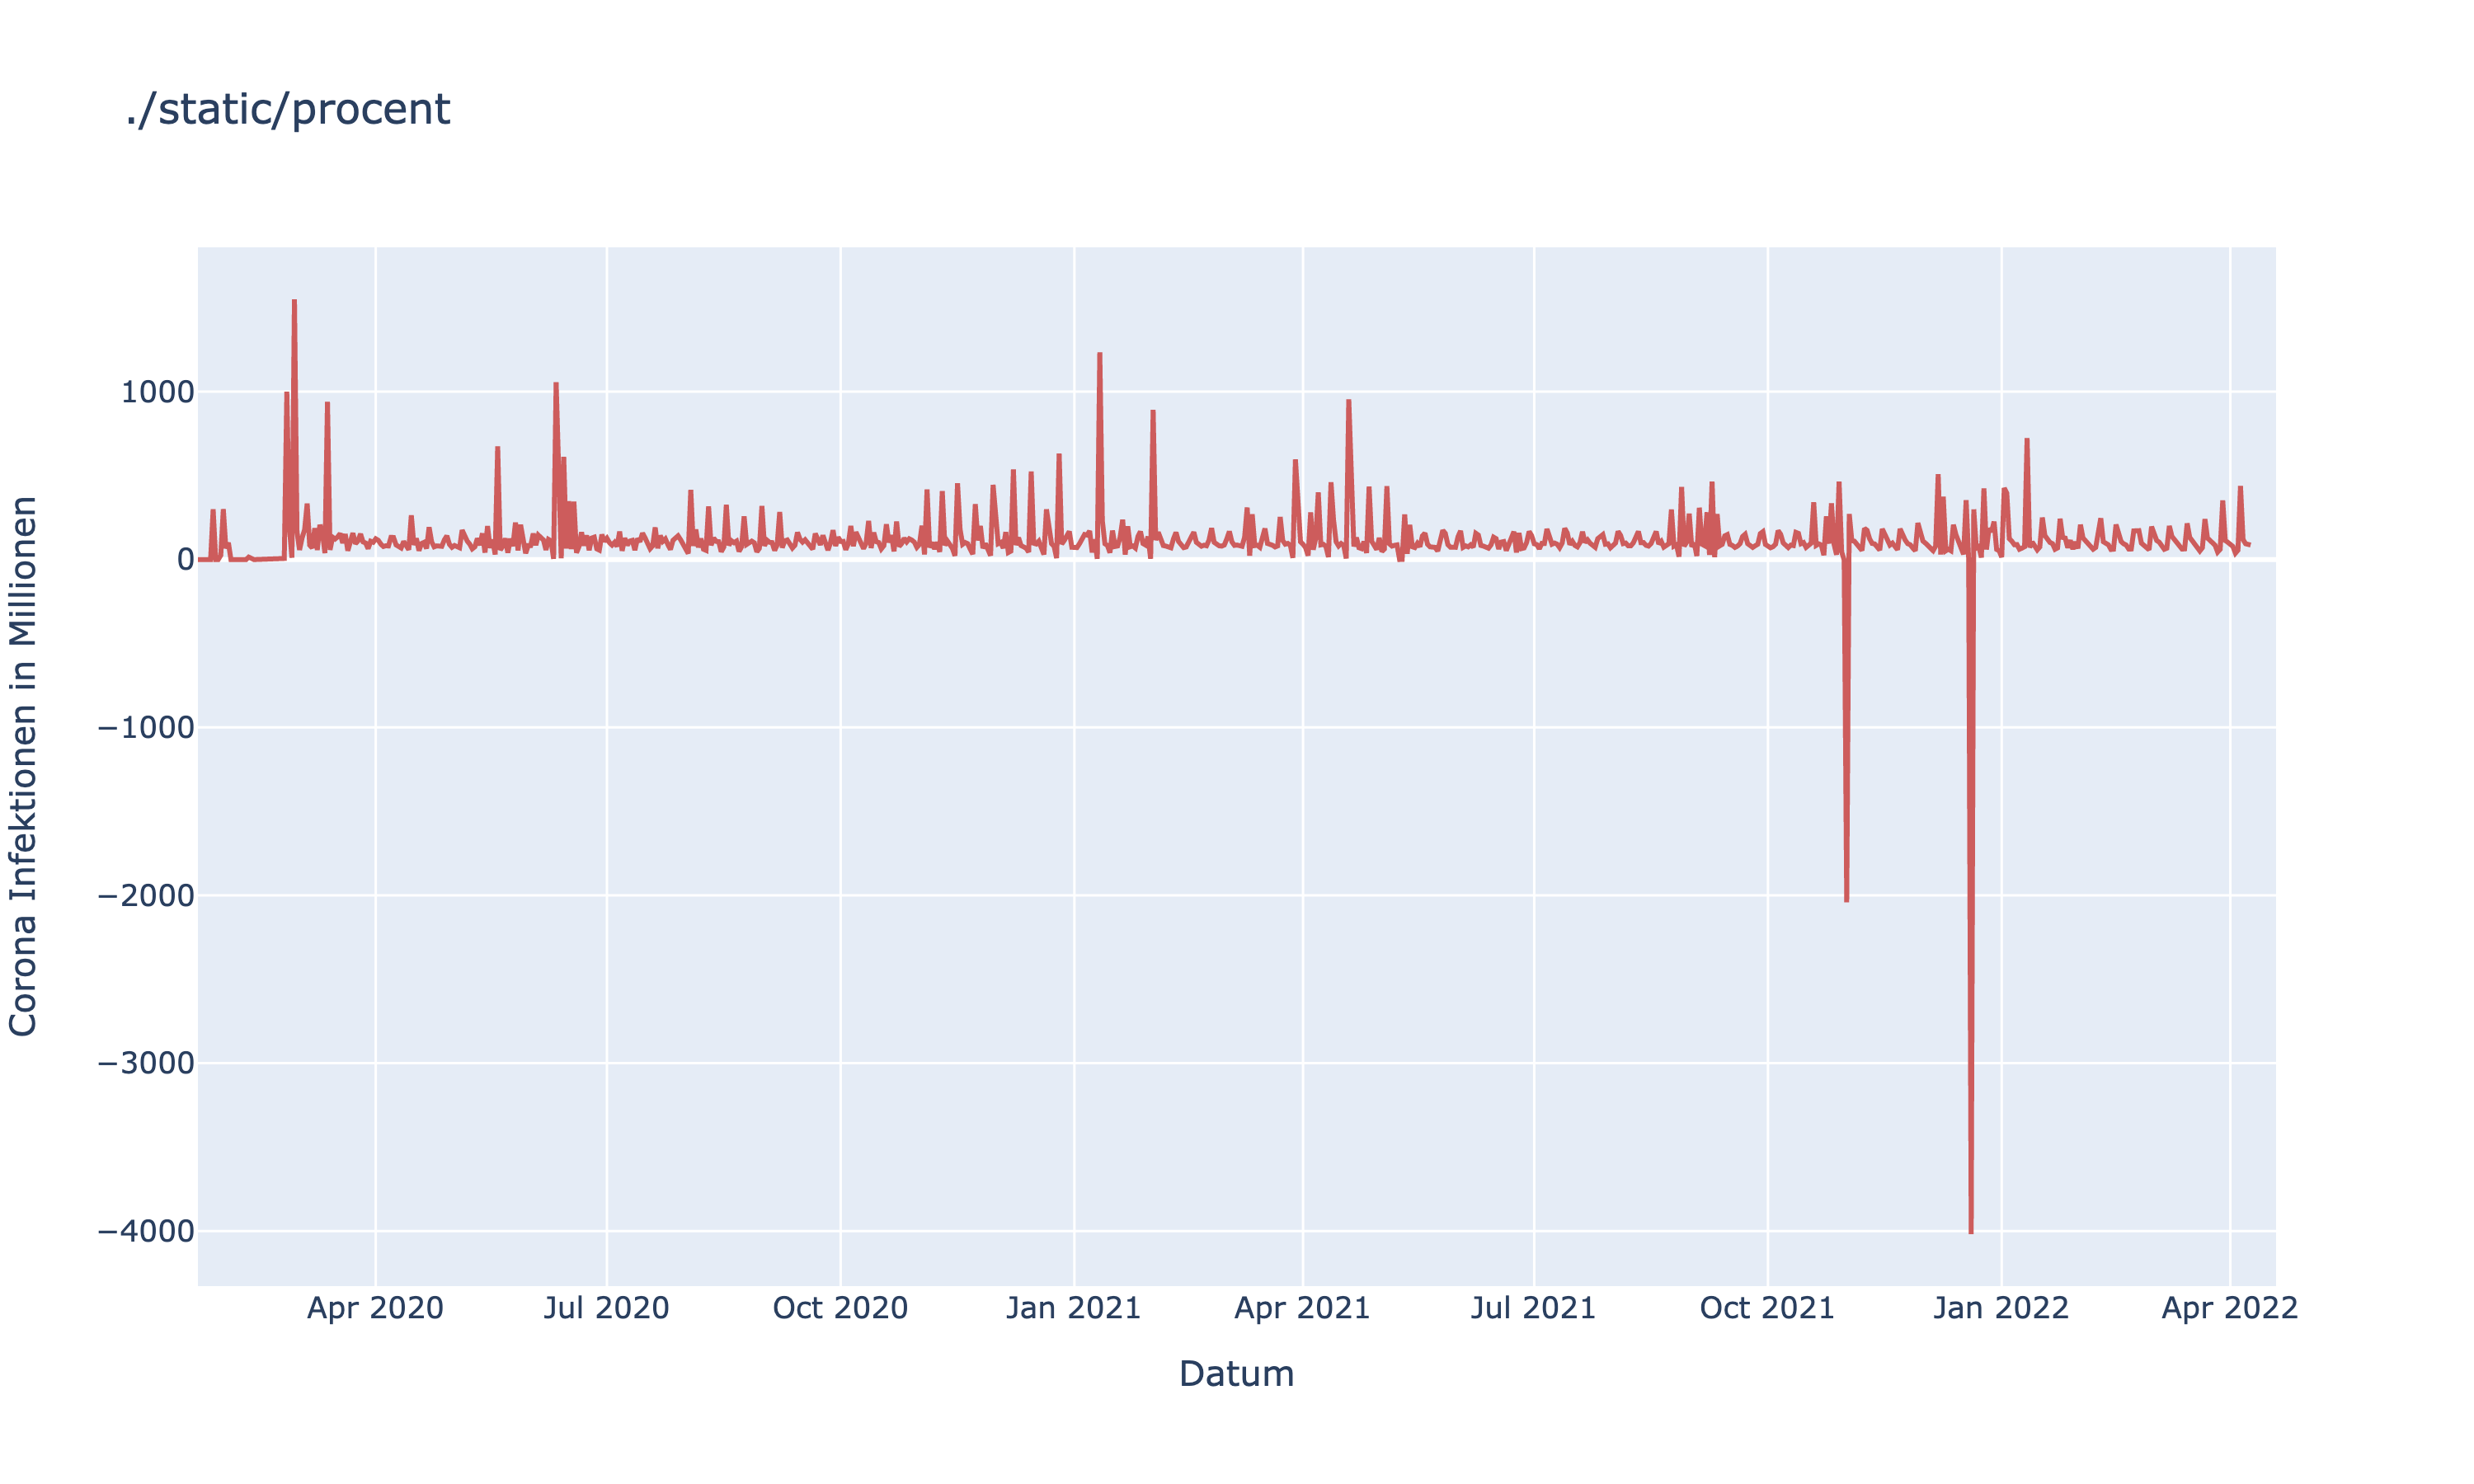 ./static/procent
Corona Infektionen in Millionen
1000
0
−1000
−2000
−3000
−4000
Apr 2020 Jul 2020 Oct 2020 Jan 2021 Apr 2021 Jul 2021 Oct 2021 Jan 2022 Apr 2022
Datum